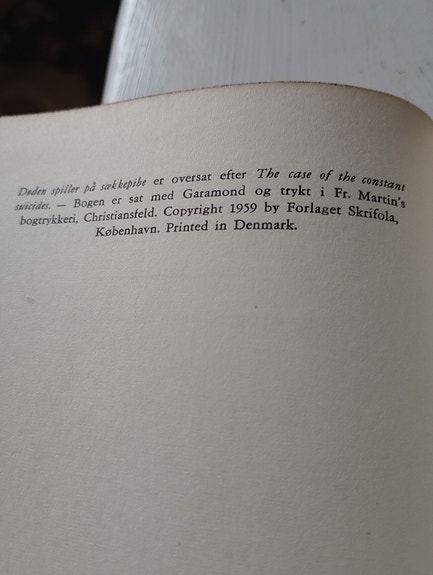 Døden spiller på sækkepibe er oversat efter The case of the constant
suicides. — Bogen er sat med Garamond og trykt i Fr. Martin's
bogtrykkeri, Christiansfeld. Copyright 1959 by Forlaget Skrifola,
København. Printed in Denmark.